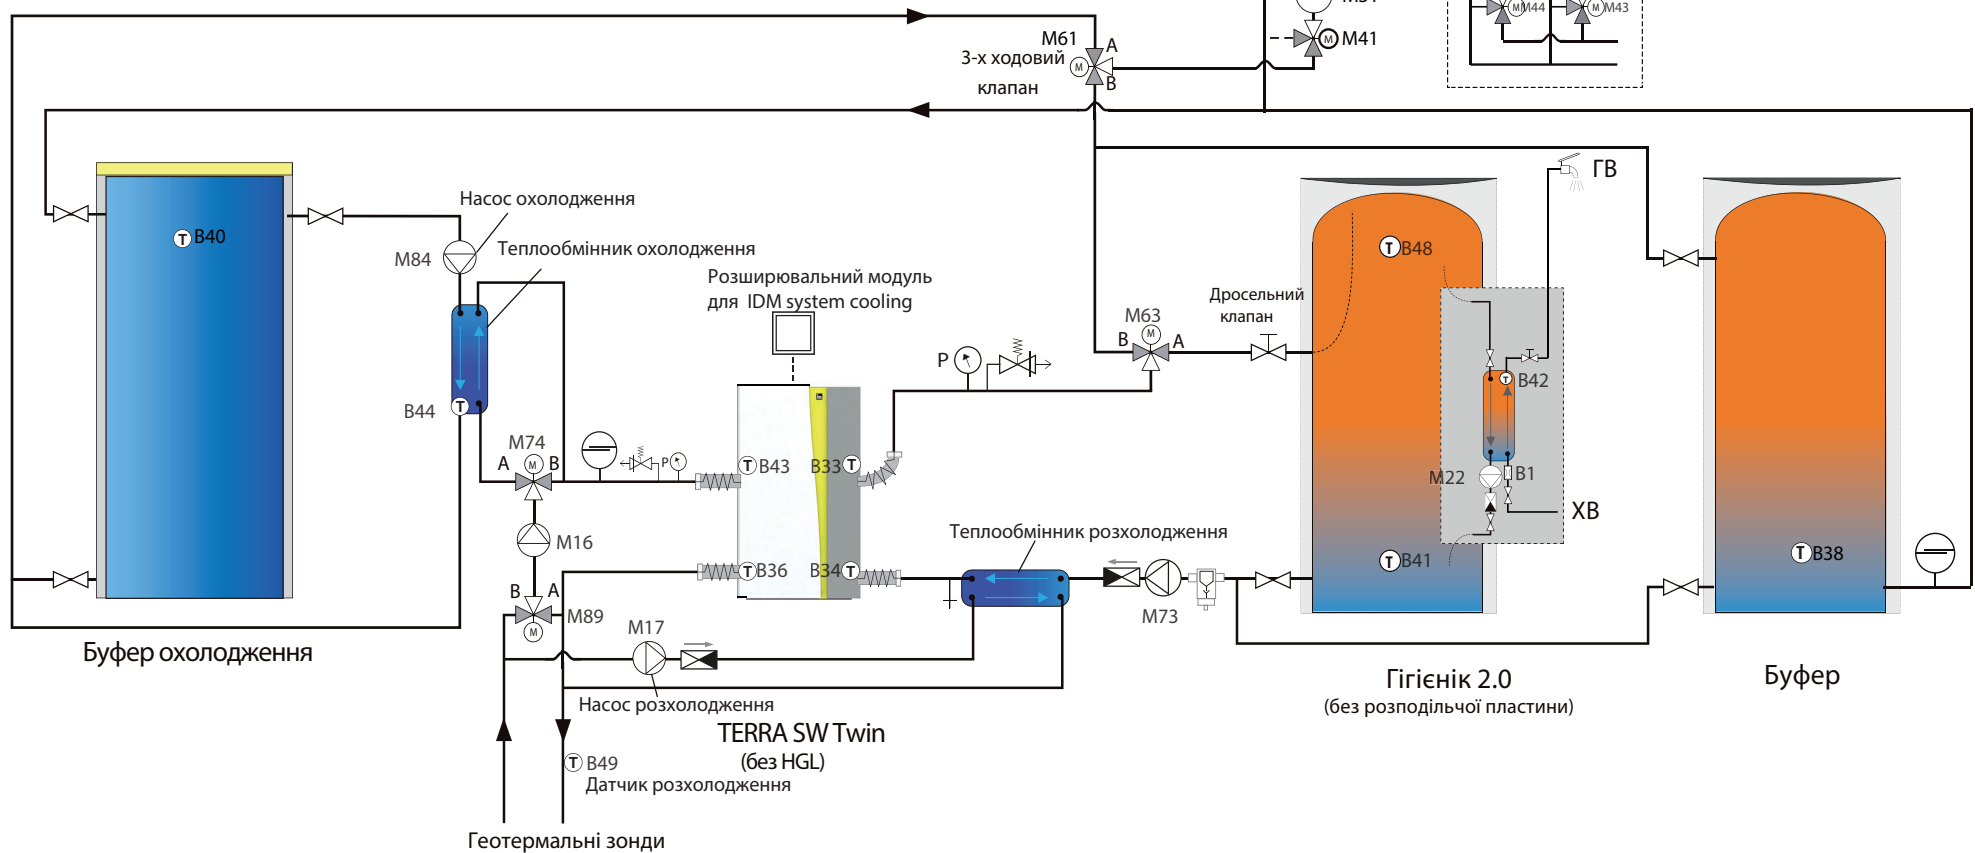 M44
M43
M41
M61
A
3-х ходовий
клапан
M
B
M
B40
Насос охолодження
M84
Теплообмінник охолодження
Розширювальний модуль
для IDM system cooling
B44
M74
A
B
M
P
B43
B33
P
M63
B
A
M
Дросельний
клапан
B48
ГВ
B42
M22
B1
ХВ
M16
B36
B34
Теплообмінник розхолодження
M73
B41
B38
B
A
M89
M
M17
Буфер охолодження
Насос розхолодження
TERRA SW Twin
(без HGL)
Гігієнік 2.0
(без розподільчої пластини)
Буфер
T B49
Датчик розхолодження
Геотермальні зонди